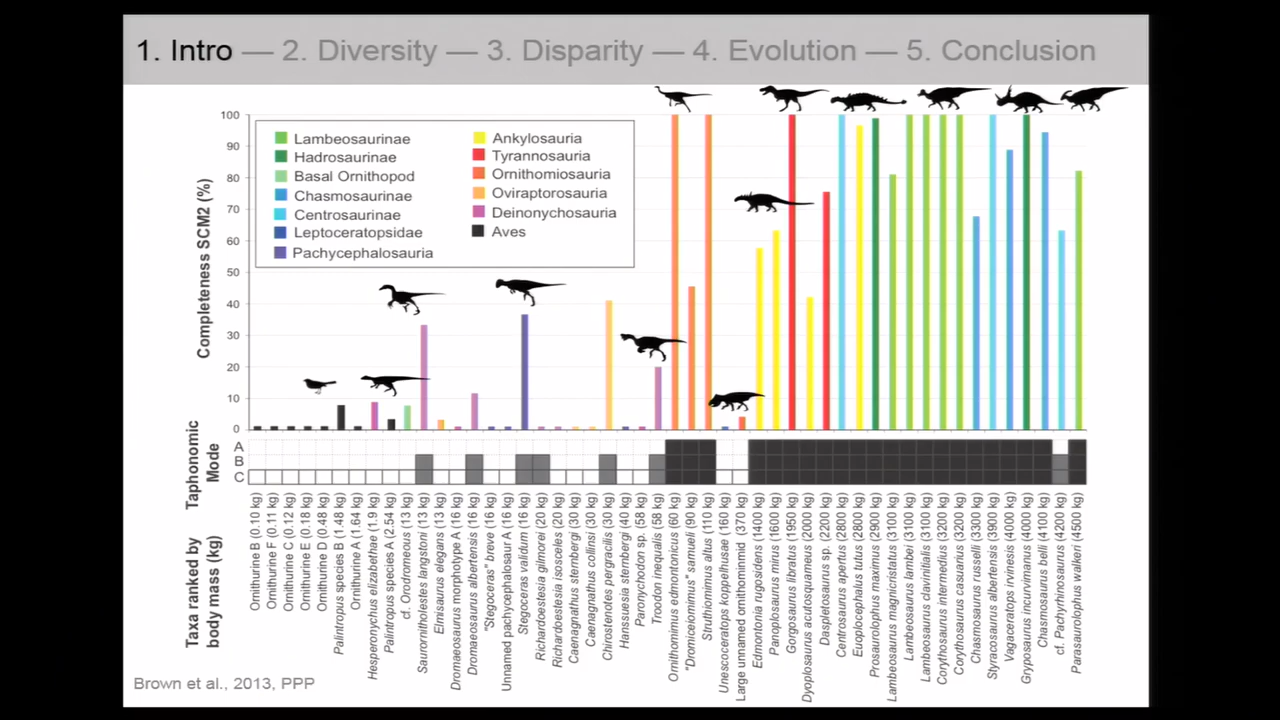 1. Intro — 2. Diversity — 3. Disparity — 4. Evolution — 5. Conclusion
Completeness SCM2 (%)
100
90
80
70
60
50
40
30
20
10
0
Lambeosaurinae
Hadrosaurinae
Basal Ornithopod
Chasmosaurinae
Centrosaurinae
Leptoceratopsidae
Pachycephalosauria
Ankylosauria
Tyrannosauria
Ornithomiosauria
Oviraptorosauria
Deinonychosauria
Aves
Taphonomic
Mode
A
B
C
Taxa ranked by
body mass (kg)
Ornithurine B (0.10 kg)
Ornithurine F (0.11 kg)
Ornithurine C (0.12 kg)
Ornithurine E (0.18 kg)
Ornithurine D (0.48 kg)
Palintropus species B (1.48 kg)
Ornithurine A (1.64 kg)
Hesperonychus elizabethae (1.9 kg)
Palintropus species A (2.54 kg)
cf. Orodromeous (13 kg)
Saurornitholestes langstoni (13 kg)
Elmisaurus elegans (13 kg)
Dromaeosaurus morphotype A (16 kg)
Dromaeosaurus albertensis (16 kg)
"Stegoceras" breve (16 kg)
Unnamed pachycephalosaur A (16 kg)
Stegoceras validum (16 kg)
Richardoestesia gilmorei (20 kg)
Richardoestesia isosceles (20 kg)
Caenagnathus sternbergi (30 kg)
Caenagnathus collinsi (30 kg)
Chirostenotes pergracilis (30 kg)
Hanssuesia sternbergi (40 kg)
Paronychodon sp. (58 kg)
Troodon inequalis (58 kg)
Ornithomimus edmontonicus (60 kg)
"Dromiceiomimus" samueli (90 kg)
Struthiomimus altus (110 kg)
Unescoceratops koppelhusae (160 kg)
Large unnamed ornithominmid (370 kg)
Edmontonia rugosidens (1400 kg)
Panoplosaurus mirus (1600 kg)
Gorgosaurus libratus (1950 kg)
Dyoplosaurus acutosquameus (2000 kg)
Daspletosaurus sp. (2200 kg)
Centrosaurus apertus (2800 kg)
Euoplocephalus tutus (2800 kg)
Prosaurolophus maximus (2900 kg)
Lambeosaurus magnicristatus (3100 kg)
Lambeosaurus lambei (3100 kg)
Lambeosaurus clavinitialis (3100 kg)
Corythosaurus intermedius (3200 kg)
Corythosaurus casuarius (3200 kg)
Chasmosaurus russelli (3300 kg)
Styracosaurus albertensis (3900 kg)
Vagaceratops irvinesis (4000 kg)
Gryposaurus incurvimanus (4000 kg)
Chasmosaurus belli (4100 kg)
cf. Pachyrhinosaurus (4200 kg)
Parasaurolophus walkeri (4500 kg)
Brown et al., 2013, PPP